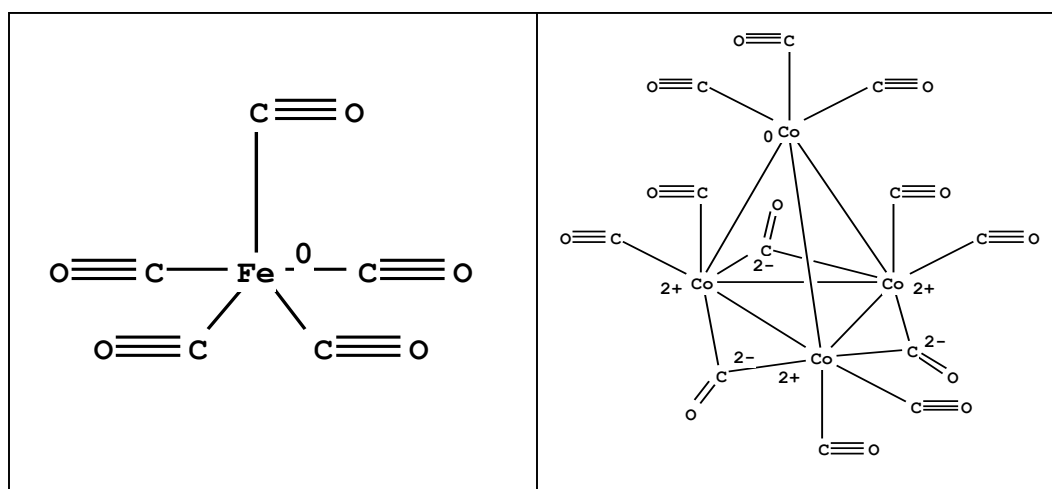 C O
0
O C Fe C O
O C C O
O C
O C C O
0 Co
O C C O
O
O C C O
C
2-
2+ Co Co 2+
2- Co C 2-
C 2+ O
O C O
C O